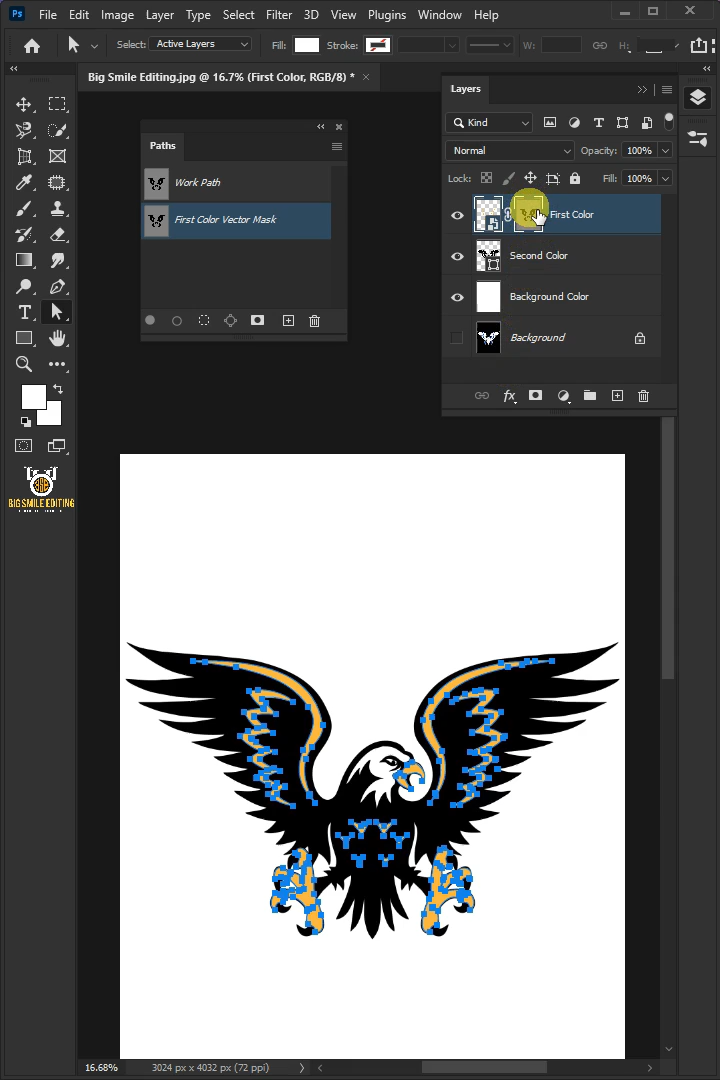 Ps File Edit Image Layer Type Select Filter 3D View Plugins Window Help
Select: Active Layers Fill: Stroke: W: H:
Big Smile Editing.jpg @ 16.7% (First Color, RGB/8) * ×
Layers
Kind
Normal Opacity: 100%
Lock: Fill: 100%
First Color
Second Color
Background Color
Background
fx
Paths
Work Path
First Color Vector Mask
T
BIG SMILE EDITING
16.68% 3024 px x 4032 px (72 ppi)